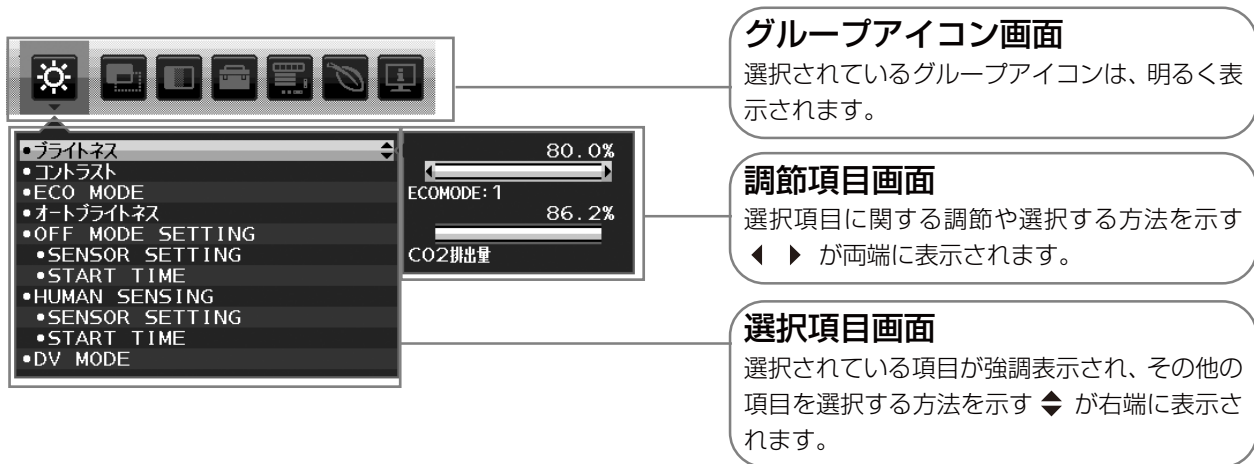 グループアイコン画面
選択されているグループアイコンは、明るく表
示されます。
•ブライトネス
•コントラスト
•ECO MODE
•オートブライトネス
•OFF MODE SETTING
•SENSOR SETTING
•START TIME
•HUMAN SENSING
•SENSOR SETTING
•START TIME
•DV MODE
80.0%
ECOMODE:1
86.2%
CO2排出量
調節項目画面
選択項目に関する調節や選択する方法を示す
◀ ▶ が両端に表示されます。
選択項目画面
選択されている項目が強調表示され、その他の
項目を選択する方法を示す ◆ が右端に表示さ
れます。